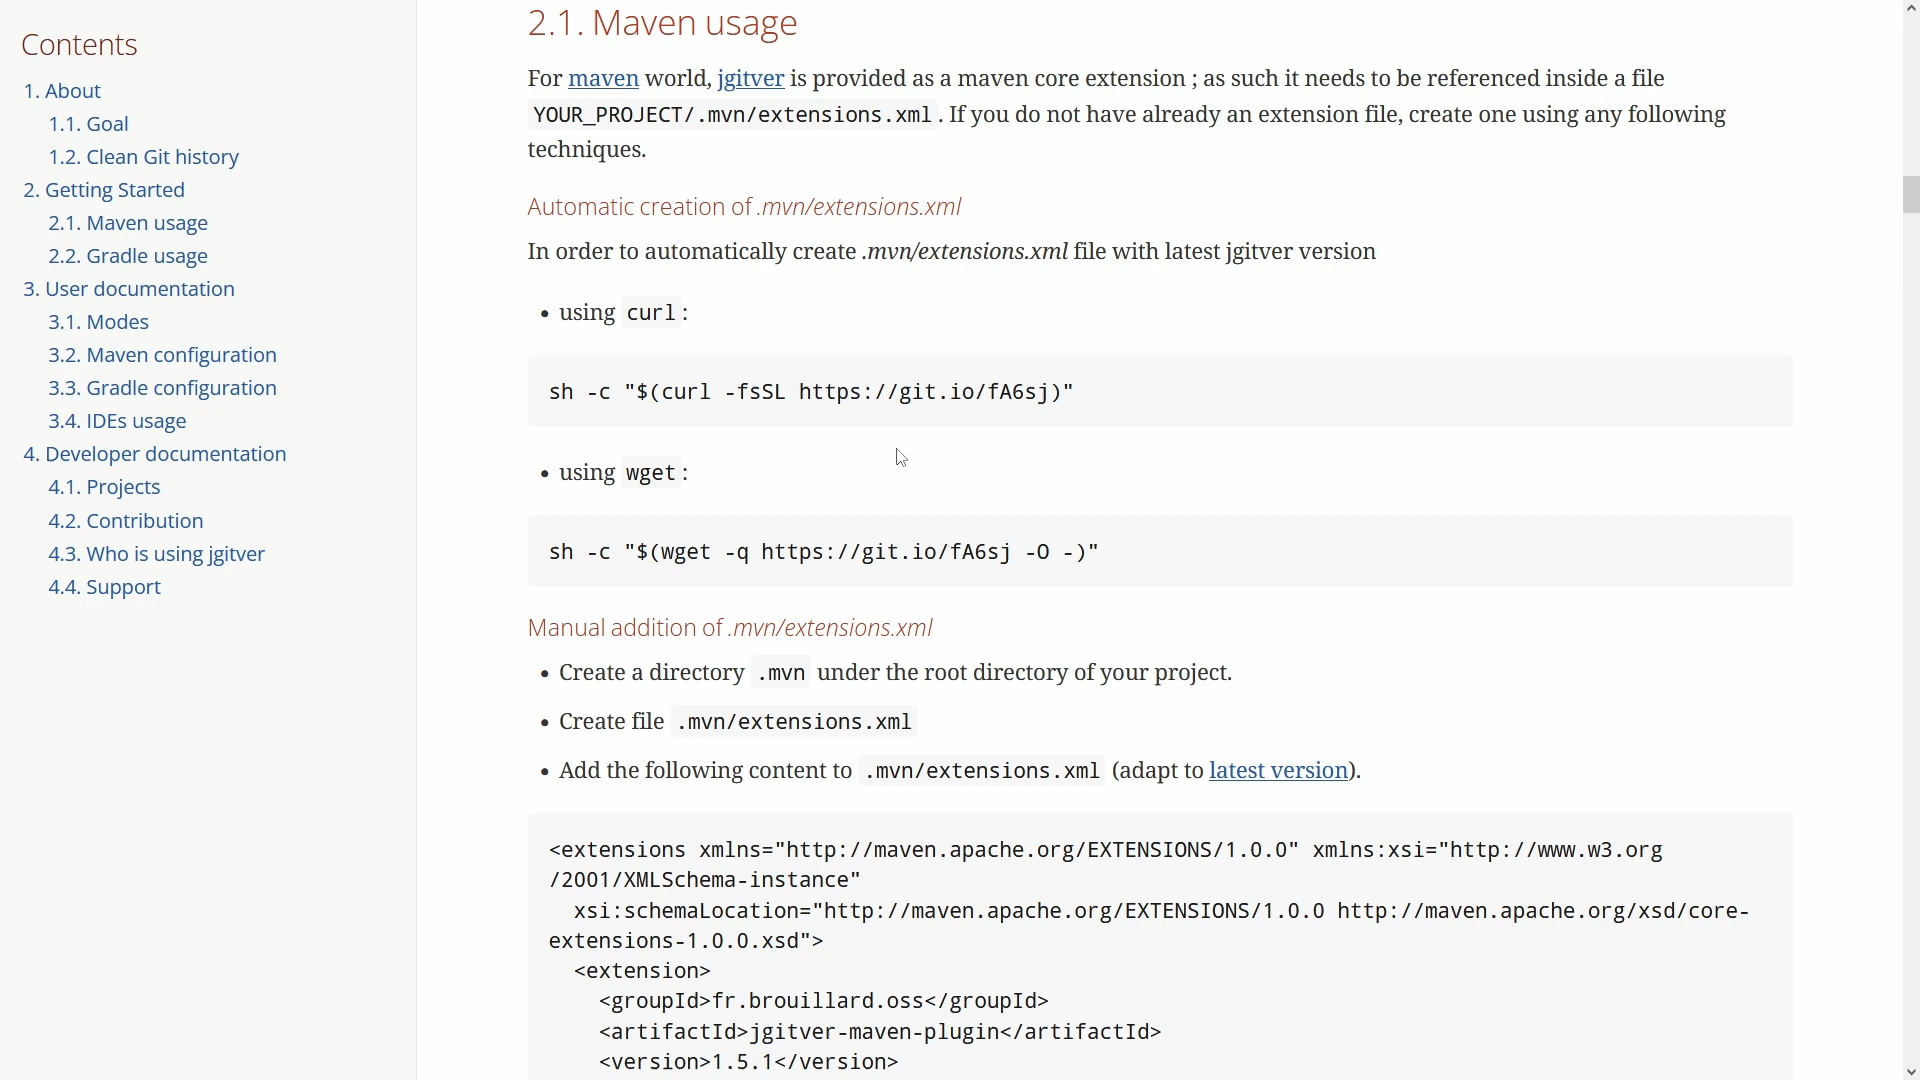 Contents
1. About
1.1. Goal
1.2. Clean Git history
2. Getting Started
2.1. Maven usage
2.2. Gradle usage
3. User documentation
3.1. Modes
3.2. Maven configuration
3.3. Gradle configuration
3.4. IDEs usage
4. Developer documentation
4.1. Projects
4.2. Contribution
4.3. Who is using jgitver
4.4. Support
2.1. Maven usage
For maven world, jgitver is provided as a maven core extension ; as such it needs to be referenced inside a file
YOUR_PROJECT/.mvn/extensions.xml. If you do not have already an extension file, create one using any following
techniques.
Automatic creation of .mvn/extensions.xml
In order to automatically create .mvn/extensions.xml file with latest jgitver version
• using curl:
sh -c "$(curl -fsSL https://git.io/fA6sj)"
• using wget:
sh -c "$(wget -q https://git.io/fA6sj -O -)"
Manual addition of .mvn/extensions.xml
• Create a directory .mvn under the root directory of your project.
• Create file .mvn/extensions.xml
• Add the following content to .mvn/extensions.xml (adapt to latest version).
<extensions xmlns="http://maven.apache.org/EXTENSIONS/1.0.0" xmlns:xsi="http://www.w3.org
/2001/XMLSchema-instance"
xsi:schemaLocation="http://maven.apache.org/EXTENSIONS/1.0.0 http://maven.apache.org/xsd/core-
extensions-1.0.0.xsd">
<extension>
<groupId>fr.brouillard.oss</groupId>
<artifactId>jgitver-maven-plugin</artifactId>
<version>1.5.1</version>